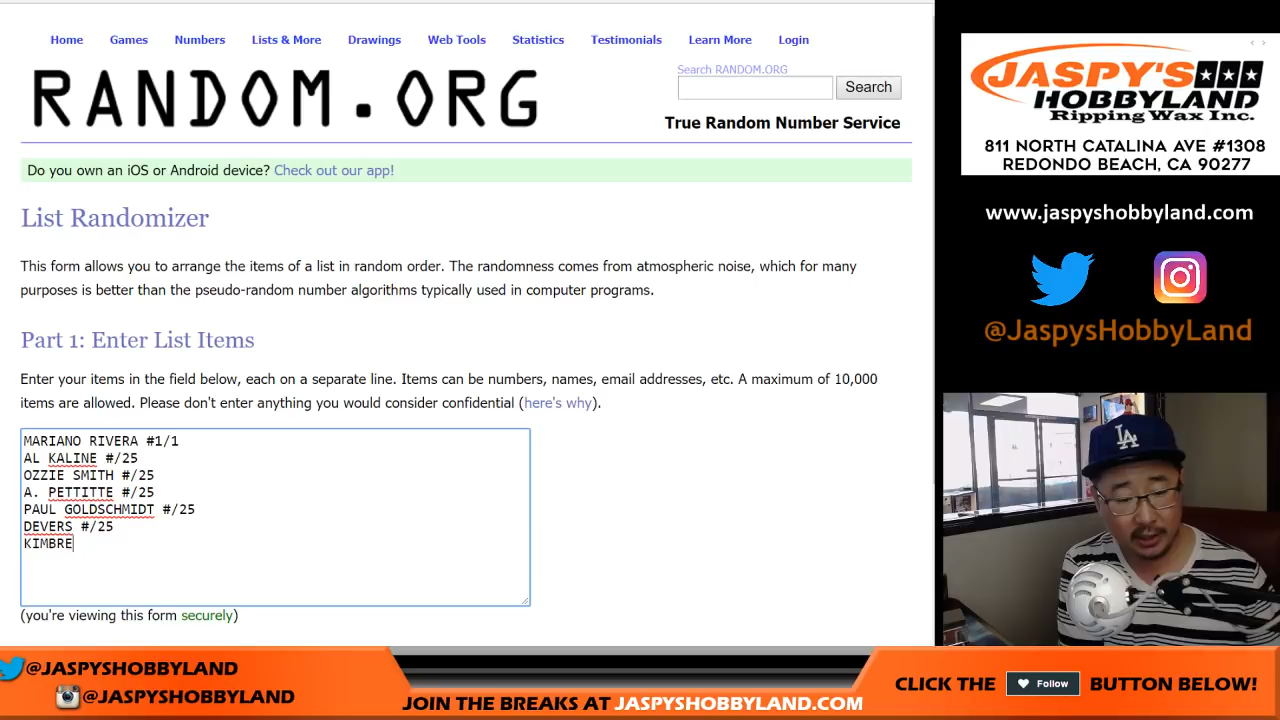 Home Games Numbers Lists & More Drawings Web Tools Statistics Testimonials Learn More Login
RANDOM.ORG
Search RANDOM.ORG
Search
True Random Number Service
Do you own an iOS or Android device? Check out our app!
List Randomizer
This form allows you to arrange the items of a list in random order. The randomness comes from atmospheric noise, which for many
purposes is better than the pseudo-random number algorithms typically used in computer programs.
Part 1: Enter List Items
Enter your items in the field below, each on a separate line. Items can be numbers, names, email addresses, etc. A maximum of 10,000
items are allowed. Please don't enter anything you would consider confidential (here's why).
MARIANO RIVERA #1/1
AL KALINE #/25
OZZIE SMITH #/25
A. PETTITTE #/25
PAUL GOLDSCHMIDT #/25
DEVERS #/25
KIMBRE
(you're viewing this form securely)
JASPY'S
HOBBYLAND
Ripping Wax Inc.
811 NORTH CATALINA AVE #1308
REDONDO BEACH, CA 90277
www.jaspyshobbyland.com
@JaspysHobbyLand
LA
@JASPYSHOBBYLAND
@JASPYSHOBBYLAND
JOIN THE BREAKS AT JASPYSHOBBYLAND.COM
CLICK THE Follow BUTTON BELOW!